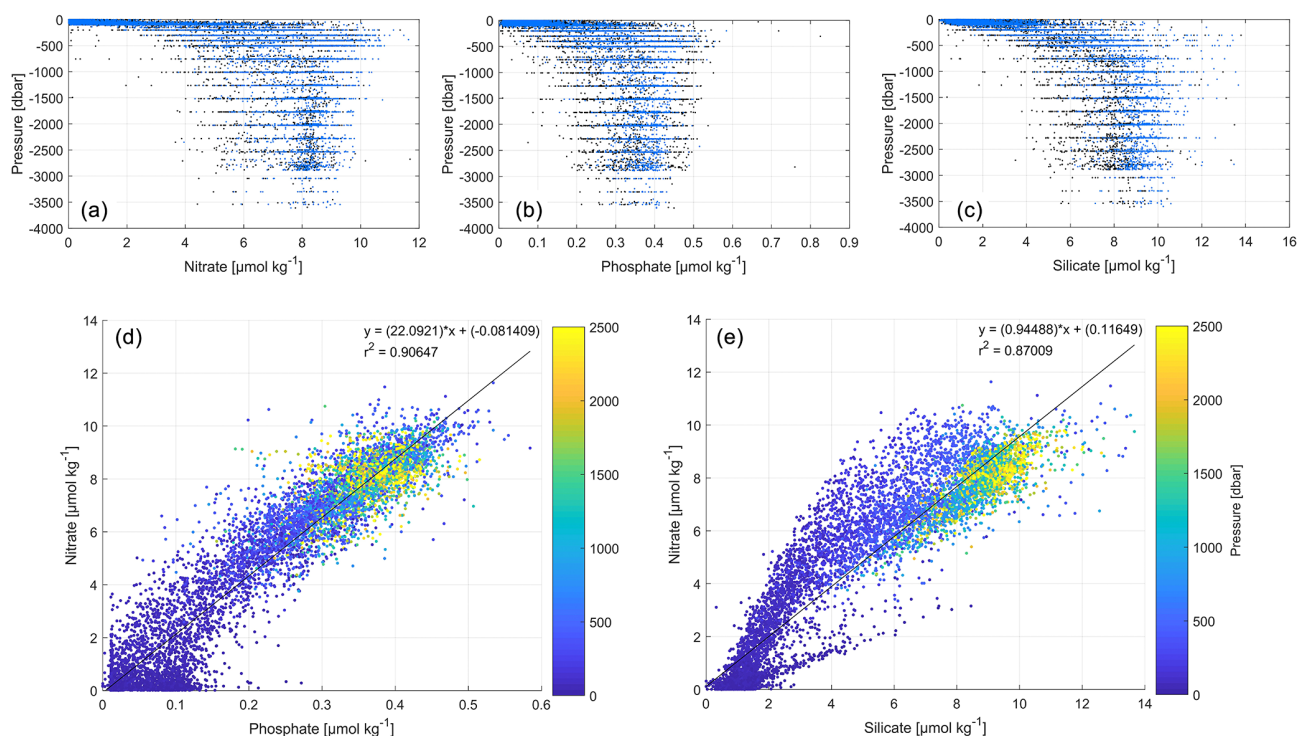 0
-500
-1000
-1500
-2000
-2500
-3000
-3500
-4000
Pressure [dbar]
(a)
0 2 4 6 8 10 12
Nitrate [µmol kg-1]
0
-500
-1000
-1500
-2000
-2500
-3000
-3500
-4000
Pressure [dbar]
(b)
0 0.1 0.2 0.3 0.4 0.5 0.6 0.7 0.8 0.9
Phosphate [µmol kg-1]
0
-500
-1000
-1500
-2000
-2500
-3000
-3500
-4000
Pressure [dbar]
(c)
0 2 4 6 8 10 12 14 16
Silicate [µmol kg-1]
(d)
y = (22.0921)*x + (-0.081409)
r2 = 0.90647
14
12
10
8
6
4
2
0
Nitrate [µmol kg-1]
0 0.1 0.2 0.3 0.4 0.5 0.6
Phosphate [µmol kg-1]
2500
2000
1500
1000
500
0
(e)
y = (0.94488)*x + (0.11649)
r2 = 0.87009
14
12
10
8
6
4
2
0
Nitrate [µmol kg-1]
0 2 4 6 8 10 12 14
Silicate [µmol kg-1]
2500
2000
1500
1000
500
0
Pressure [dbar]